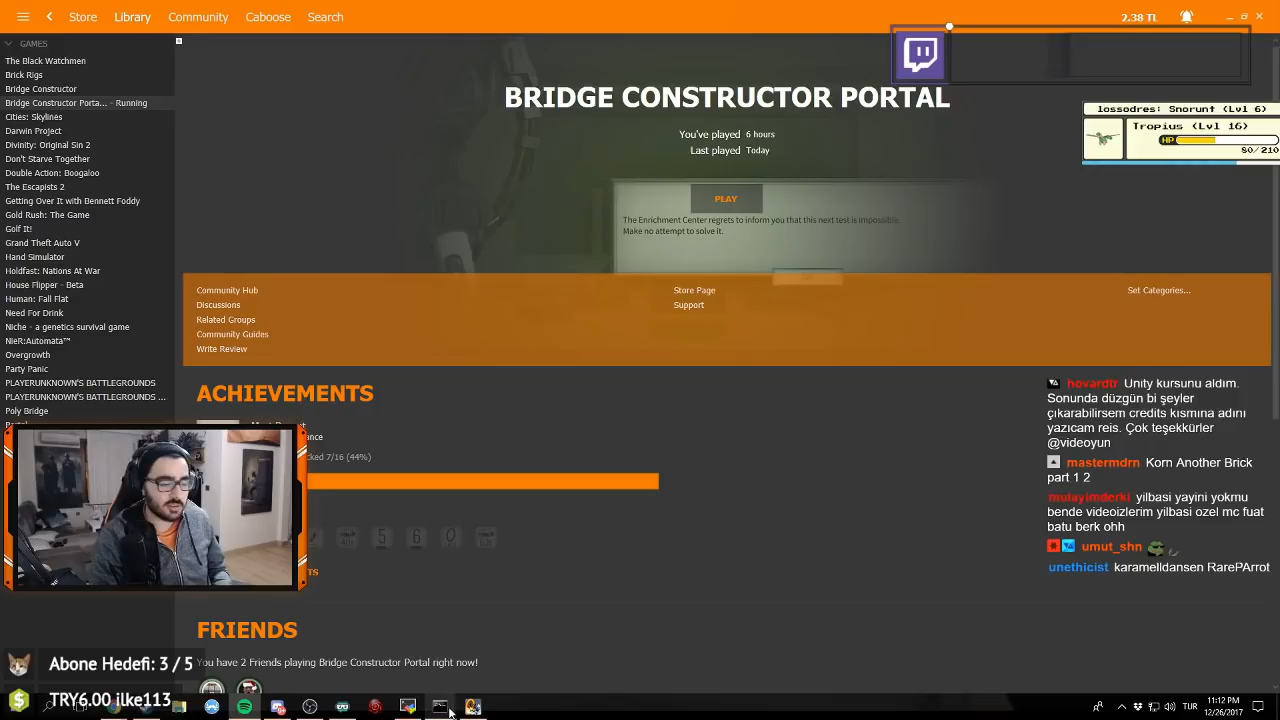 Store
Library
Community
Caboose
Search
2.38 TL
GAMES
The Black Watchmen
Brick Rigs
Bridge Constructor
Bridge Constructor Porta... - Running
Cities: Skylines
Darwin Project
Divinity: Original Sin 2
Don't Starve Together
Double Action: Boogaloo
The Escapists 2
Getting Over It with Bennett Foddy
Gold Rush: The Game
Golf It!
Grand Theft Auto V
Hand Simulator
Holdfast: Nations At War
House Flipper - Beta
Human: Fall Flat
Need For Drink
Niche - a genetics survival game
NieR:Automata™
Overgrowth
Party Panic
PLAYERUNKNOWN'S BATTLEGROUNDS
PLAYERUNKNOWN'S BATTLEGROUNDS ...
Poly Bridge
BRIDGE CONSTRUCTOR PORTAL
You've played 6 hours
Last played Today
PLAY
The Enrichment Center regrets to inform you that this next test is impossible.
Make no attempt to solve it.
Community Hub
Discussions
Related Groups
Community Guides
Write Review
Store Page
Support
Set Categories...
ACHIEVEMENTS
7/16 (44%)
FRIENDS
You have 2 Friends playing Bridge Constructor Portal right now!
lossodres: Snorunt (Lvl 6)
Tropius (Lvl 16)
HP
80/210
hovardtr Unity kursunu aldım.
Sonunda düzgün bi şeyler
çıkarabilirsem credits kısmına adını
yazıcam reis. Çok teşekkürler
@videoyun
mastermdrn Korn Another Brick
part 1 2
mulayimderki yilbasi yayini yokmu
bende videoizlerim yilbasi ozel mc fuat
batu berk ohh
umut_shn
unethicist karamelldansen RarePArrot
Abone Hedefi: 3 / 5
TRY6.00 ilke113
TUR
11:12 PM
12/26/2017